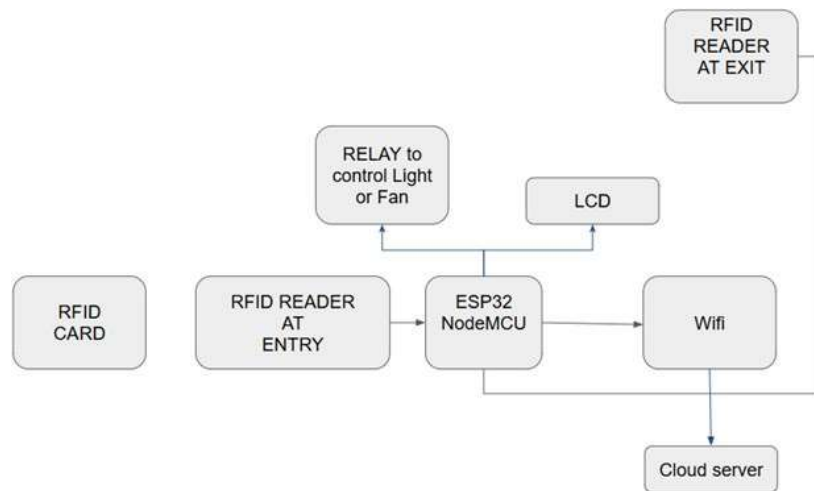 RFID
READER
AT EXIT
RELAY to
control Light
or Fan
LCD
RFID
CARD
RFID READER
AT
ENTRY
ESP32
NodeMCU
Wifi
Cloud server